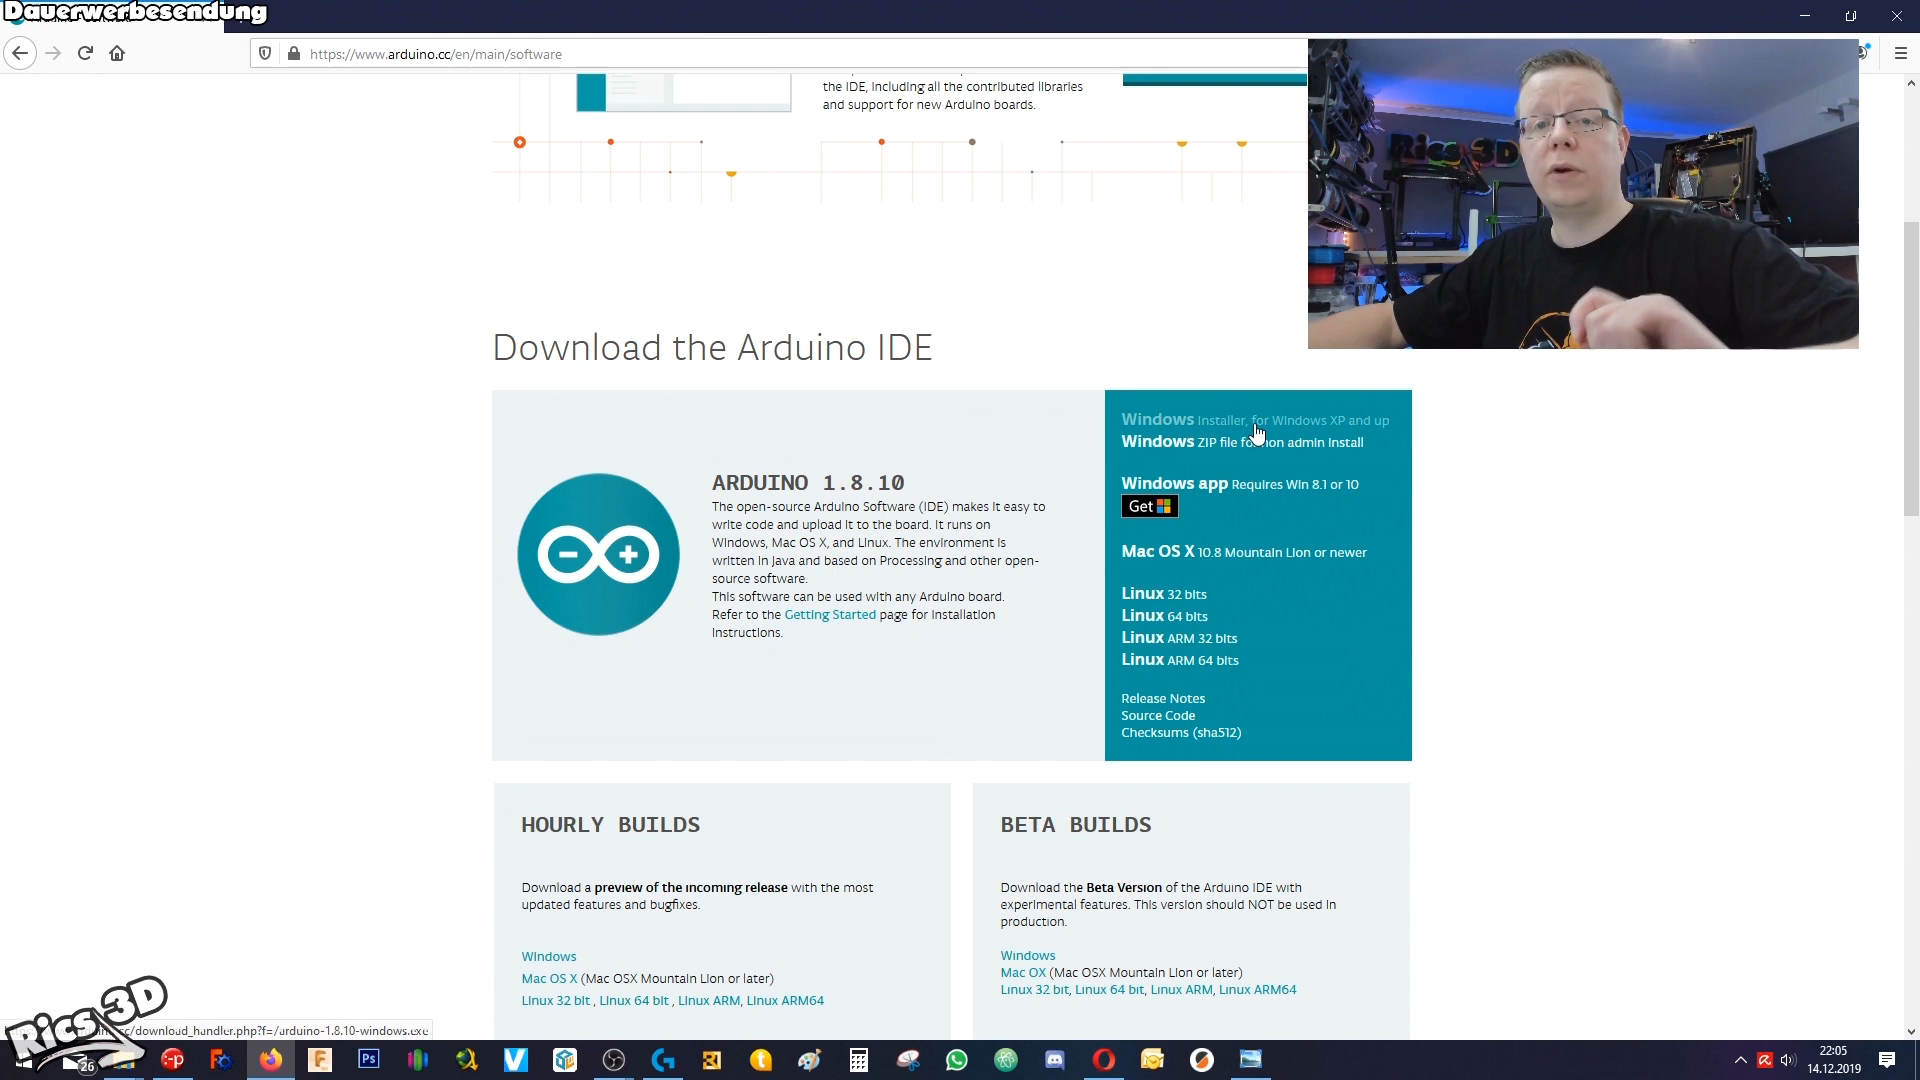 Dauerwerbesendung
https://www.arduino.cc/en/main/software
the IDE, including all the contributed libraries
and support for new Arduino boards.
Rics 3D
Download the Arduino IDE
ARDUINO 1.8.10
The open-source Arduino Software (IDE) makes it easy to
write code and upload it to the board. It runs on
Windows, Mac OS X, and Linux. The environment is
written in Java and based on Processing and other open-
source software.
This software can be used with any Arduino board.
Refer to the Getting Started page for installation
instructions.
Windows Installer, for Windows XP and up
Windows ZIP file for non admin install
Windows app Requires Win 8.1 or 10
Get
Mac OS X 10.8 Mountain Lion or newer
Linux 32 bits
Linux 64 bits
Linux ARM 32 bits
Linux ARM 64 bits
Release Notes
Source Code
Checksums (sha512)
HOURLY BUILDS
Download a preview of the incoming release with the most
updated features and bugfixes.
Windows
Mac OS X (Mac OSX Mountain Lion or later)
Linux 32 bit , Linux 64 bit , Linux ARM, Linux ARM64
BETA BUILDS
Download the Beta Version of the Arduino IDE with
experimental features. This version should NOT be used in
production.
Windows
Mac OX (Mac OSX Mountain Lion or later)
Linux 32 bit, Linux 64 bit, Linux ARM, Linux ARM64
Rics 3D
cc/download_handler.php?f=/arduino-1.8.10-windows.exe
26
Ps
22:05
14.12.2019